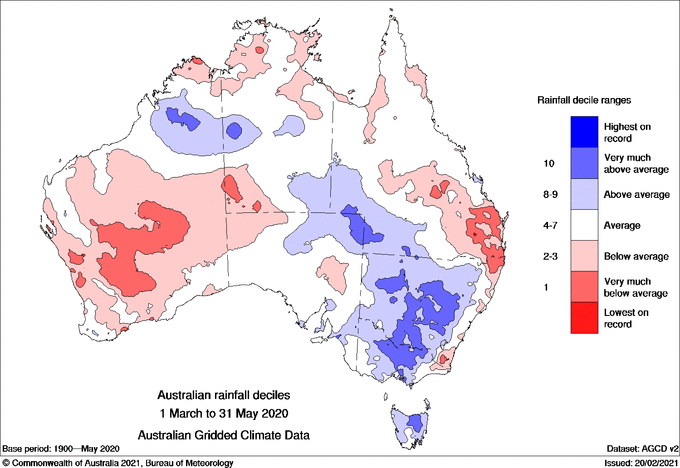 Rainfall decile ranges
Highest on
record
10
Very much
above average
8-9
Above average
4-7
Average
2-3
Below average
1
Very much
below average
Lowest on
record
Australian rainfall deciles
1 March to 31 May 2020
Australian Gridded Climate Data
Base period: 1900—May 2020
Dataset: AGCD v2
© Commonwealth of Australia 2021, Bureau of Meteorology
Issued: 20/02/2021